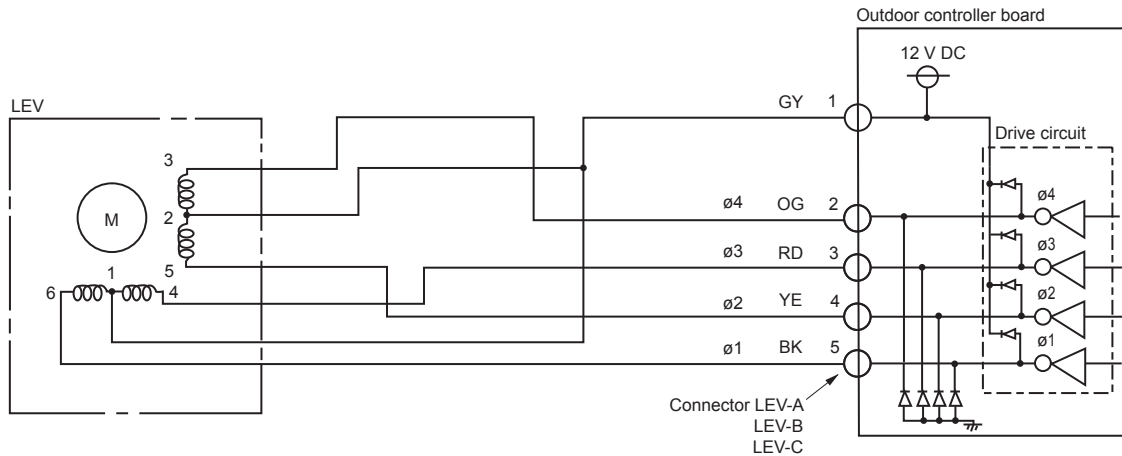 Outdoor controller board
12 V DC
LEV
GY 1
Drive circuit
3
ø4 OG 2
ø4
2
M
ø3 RD 3
ø3
1 5
6 4
ø2 YE 4
ø2
ø1 BK 5
ø1
Connector LEV-A
LEV-B
LEV-C